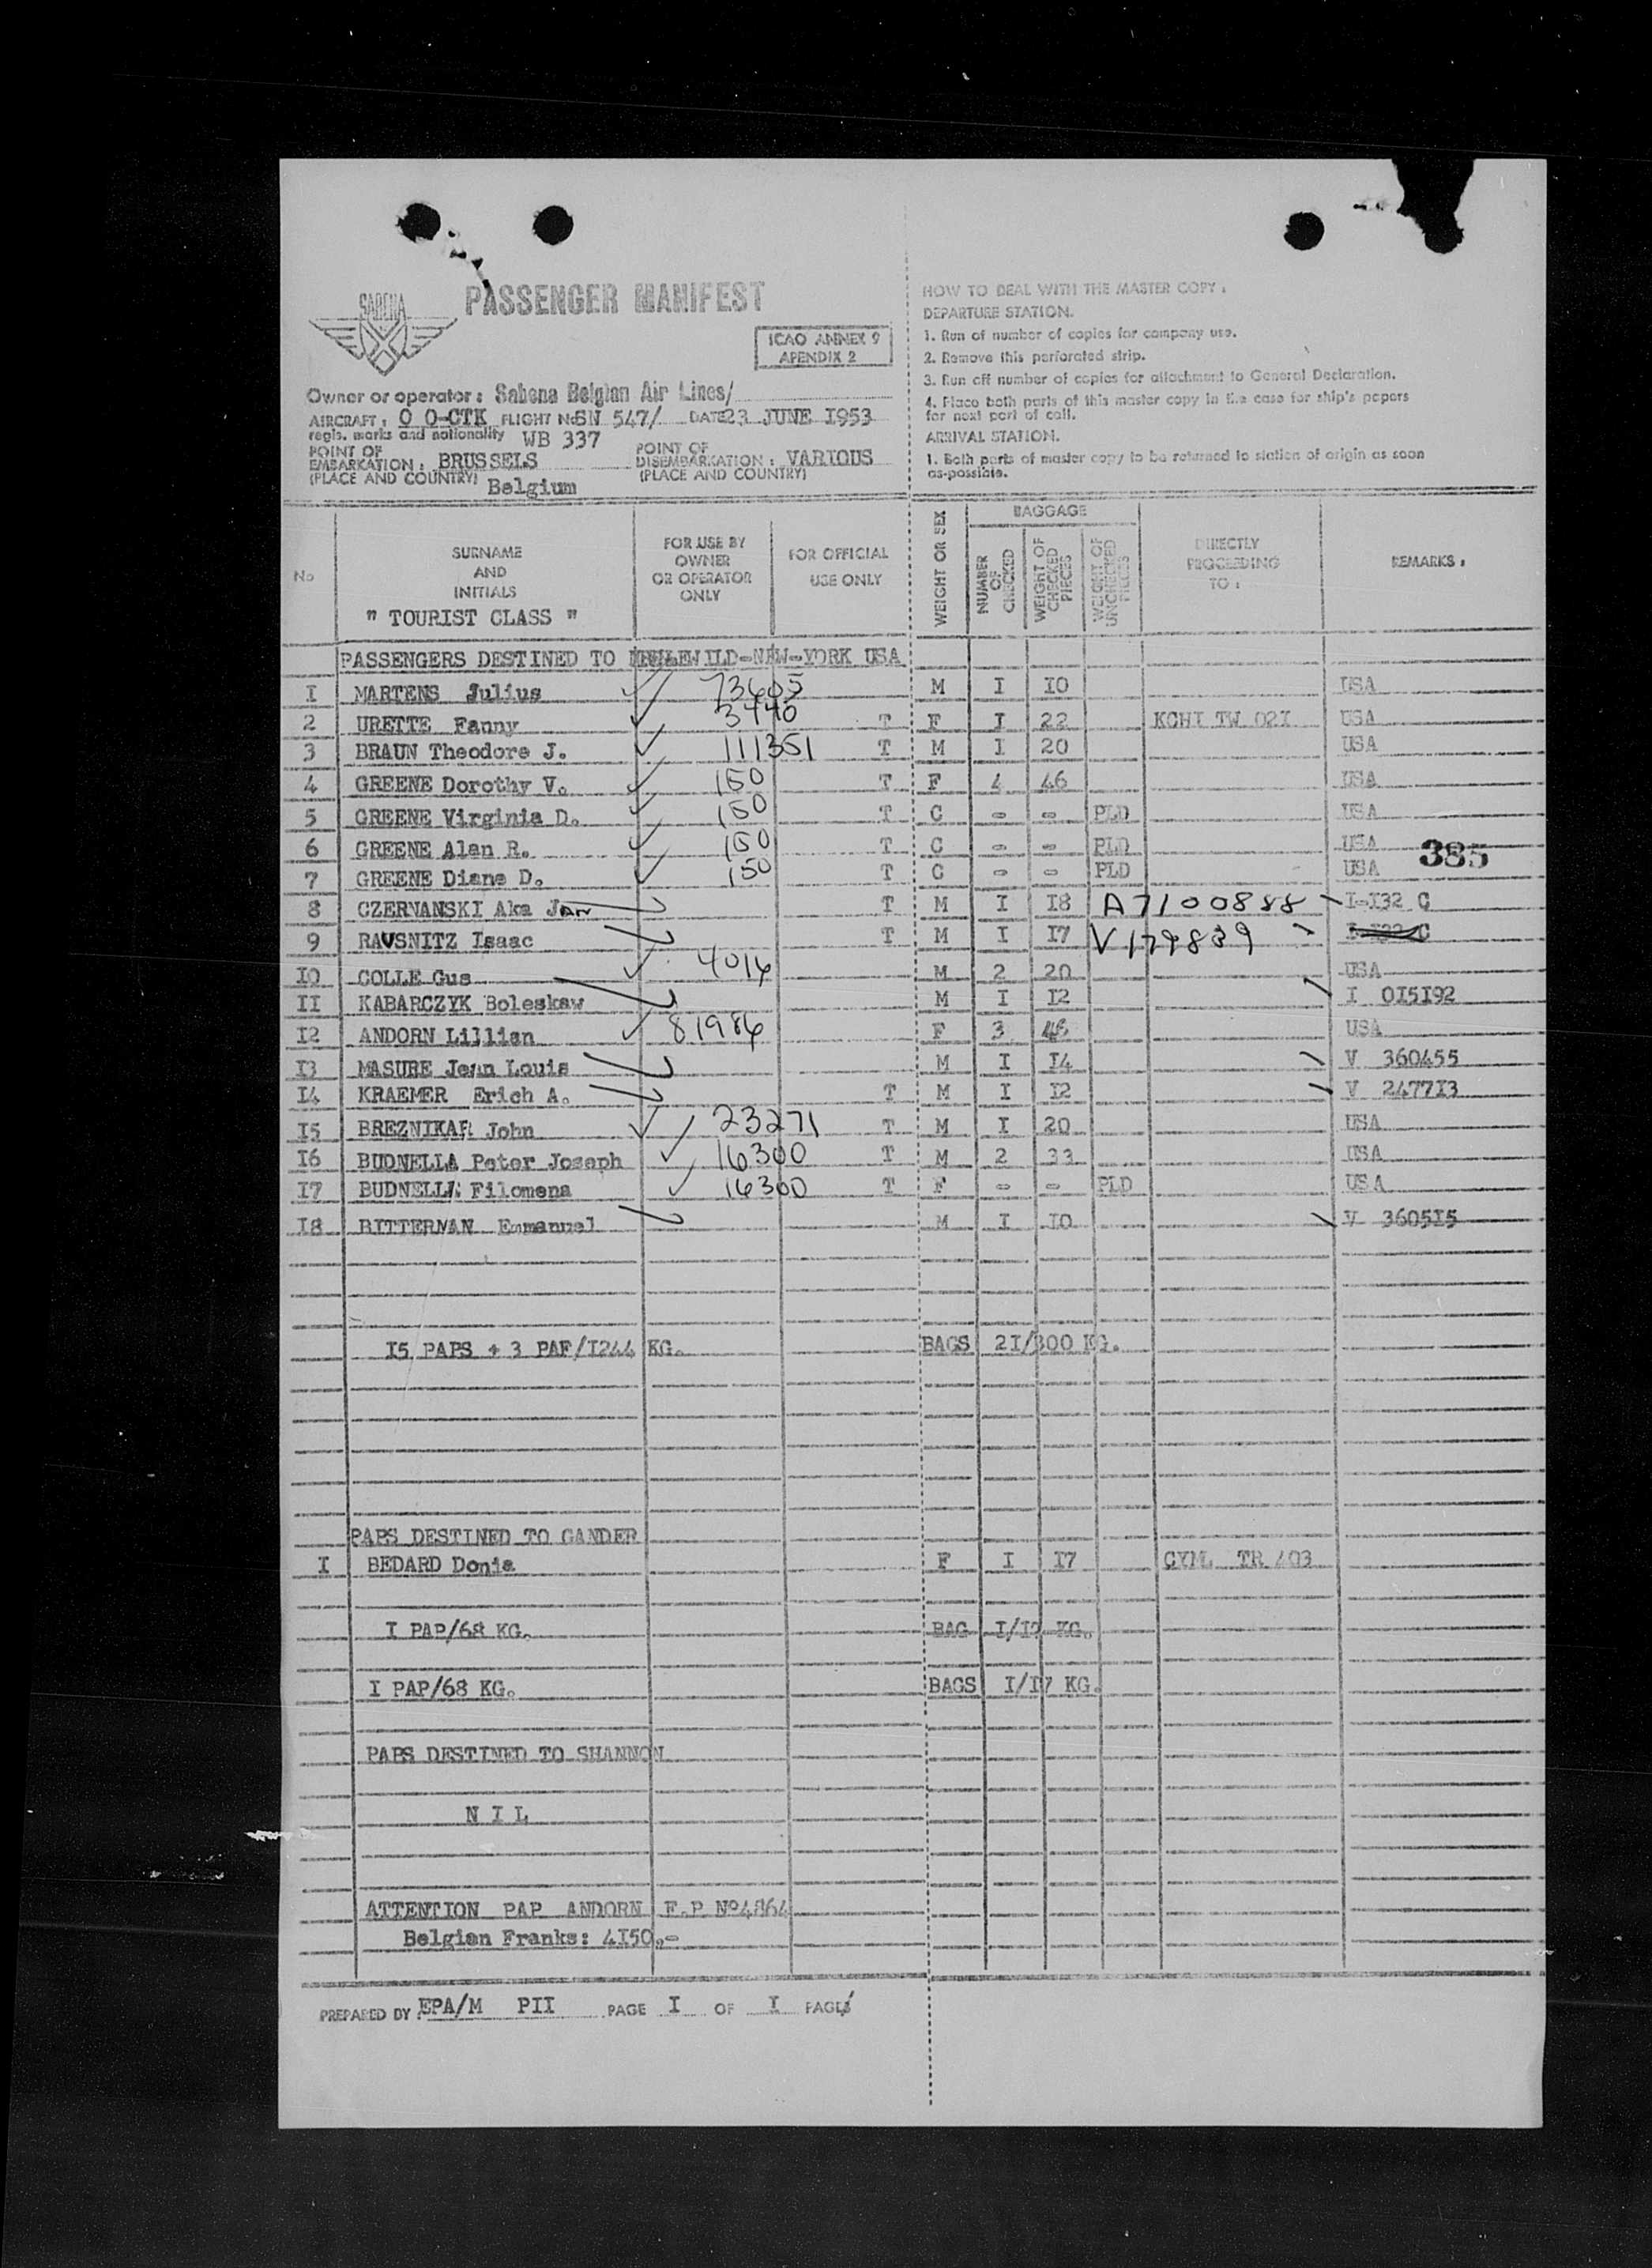 SABENA
PASSENGER MANIFEST
ICAO ANNEX 9
APENDIX 2
Owner or operator : Sabena Belgian Air Lines/
AIRCRAFT : O O-CTK FLIGHT No SN 547/ DATE 23 JUNE I953
regis. marks and nationality WB 337
POINT OF EMBARKATION : BRUSSELS
(PLACE AND COUNTRY) Belgium
POINT OF DISEMBARKATION : VARIOUS
(PLACE AND COUNTRY)
HOW TO DEAL WITH THE MASTER COPY :
DEPARTURE STATION.
1. Run of number of copies for company use.
2. Remove this perforated strip.
3. Run off number of copies for attachment to General Declaration.
4. Place both parts of this master copy in the case for ship's papers
for next port of call.
ARRIVAL STATION.
1. Both parts of master copy to be returned to station of origin as soon
as-possible.
No
SURNAME
AND
INITIALS
" TOURIST CLASS "
FOR USE BY
OWNER
OR OPERATOR
ONLY
FOR OFFICIAL
USE ONLY
WEIGHT OR SEX
BAGGAGE
NUMBER OF CHECKED
WEIGHT OF CHECKED PIECES
WEIGHT OF UNCHECKED PIECES
DIRECTLY
PROCEEDING
TO :
REMARKS :
PASSENGERS DESTINED TO IDLEWILD-NEW-YORK USA
I MARTENS Julius 73605 M I I0 USA
2 URETTE Fanny 3440 T F I 22 KCHI TW 02I USA
3 BRAUN Theodore J. 111351 T M I 20 USA
4 GREENE Dorothy V. 150 T F 4 46 USA
5 GREENE Virginia D. 150 T C - - PLD USA
6 GREENE Alan R. 150 T C - - PLD USA
385
7 GREENE Diane D. 150 T C - - PLD USA
8 CZERNANSKI Aka JAN T M I I8 A7100888 I-I32 C
9 RAVSNITZ Isaac T M I I7 V179839 I-I32 C
I0 COLLE Gus 4014 M 2 20 USA
II KABARCZYK Boleskaw M I I2 I 0I5I92
I2 ANDORN Lillian 81984 F 3 48 USA
I3 MASURE Jean Louis M I I4 V 360455
I4 KRAEMER Erich A. T M I I2 V 2477I3
I5 BREZNIKAR John 23271 T M I 20 USA
I6 BUDNELLA Peter Joseph 16300 T M 2 33 USA
I7 BUDNELLA Filomena 16300 T F - - PLD USA
I8 BITTERMAN Emmanuel M I I0 V 3605I5
I5 PAPS + 3 PAF/I244 KG. BAGS 2I/300 KG.
PAPS DESTINED TO GANDER
I BEDARD Donia F I I7 CYML TR 403
I PAP/68 KG. BAG I/I7 KG.
I PAP/68 KG. BAGS I/I7 KG.
PAPS DESTINED TO SHANNON
N I L
ATTENTION PAP ANDORN F.P Nº4864
Belgian Franks: 4I50.-
PREPARED BY : EPA/M PII PAGE I OF I PAGES